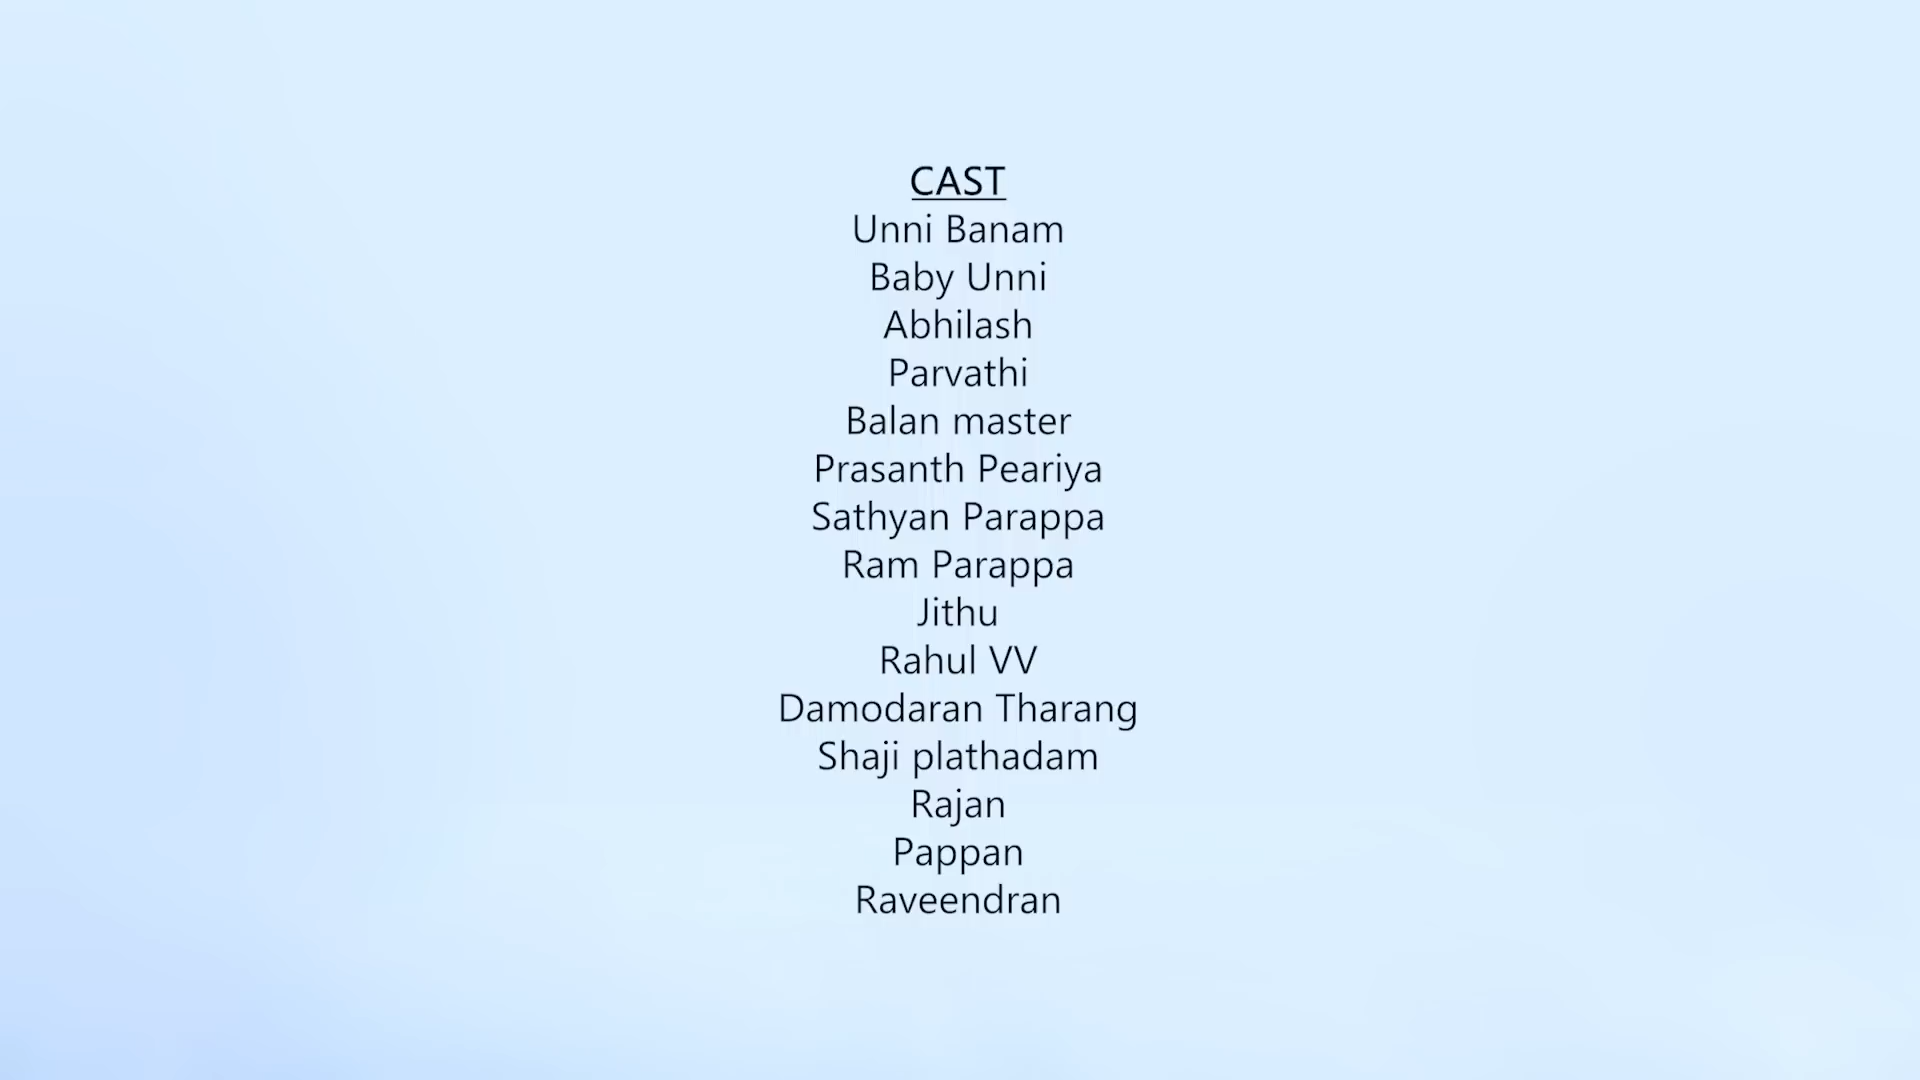 CAST
Unni Banam
Baby Unni
Abhilash
Parvathi
Balan master
Prasanth Peariya
Sathyan Parappa
Ram Parappa
Jithu
Rahul VV
Damodaran Tharang
Shaji plathadam
Rajan
Pappan
Raveendran